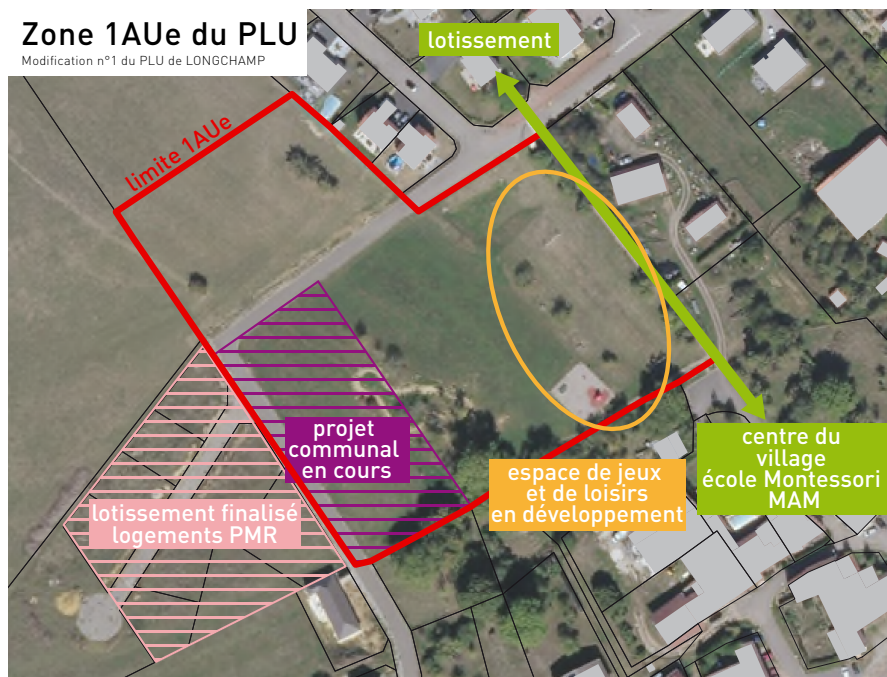 Zone 1AUe du PLU
Modification n°1 du PLU de LONGCHAMP
lotissement
limite 1AUe
projet
communal
en cours
espace de jeux
et de loisirs
en développement
centre du
village
école Montessori
MAM
lotissement finalisé
logements PMR